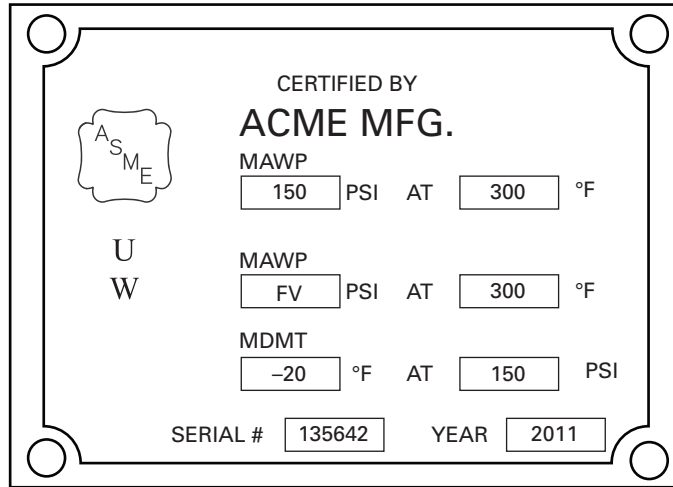 CERTIFIED BY
ACME MFG.
ASME
MAWP
150 PSI AT 300 °F
U
W
MAWP
FV PSI AT 300 °F
MDMT
–20 °F AT 150 PSI
SERIAL # 135642 YEAR 2011